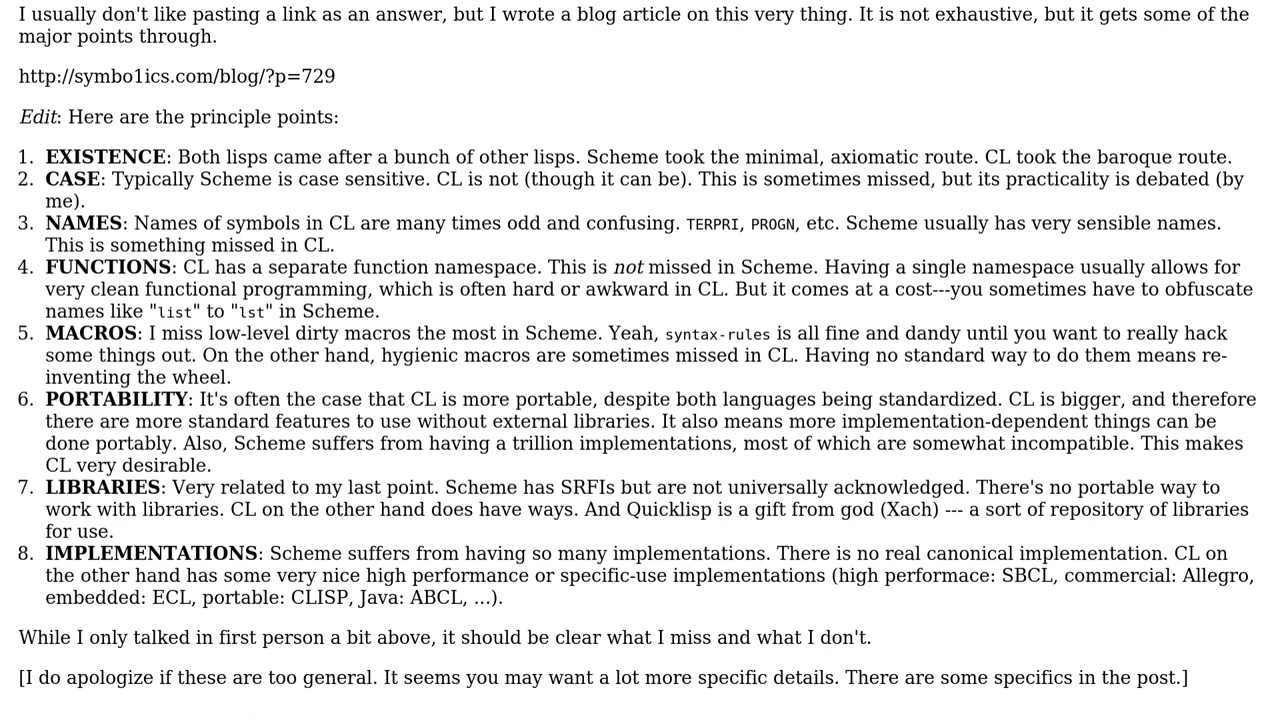 I usually don't like pasting a link as an answer, but I wrote a blog article on this very thing. It is not exhaustive, but it gets some of the
major points through.
http://symbo1ics.com/blog/?p=729
Edit: Here are the principle points:
1. EXISTENCE: Both lisps came after a bunch of other lisps. Scheme took the minimal, axiomatic route. CL took the baroque route.
2. CASE: Typically Scheme is case sensitive. CL is not (though it can be). This is sometimes missed, but its practicality is debated (by
me).
3. NAMES: Names of symbols in CL are many times odd and confusing. TERPRI, PROGN, etc. Scheme usually has very sensible names.
This is something missed in CL.
4. FUNCTIONS: CL has a separate function namespace. This is not missed in Scheme. Having a single namespace usually allows for
very clean functional programming, which is often hard or awkward in CL. But it comes at a cost---you sometimes have to obfuscate
names like "list" to "lst" in Scheme.
5. MACROS: I miss low-level dirty macros the most in Scheme. Yeah, syntax-rules is all fine and dandy until you want to really hack
some things out. On the other hand, hygienic macros are sometimes missed in CL. Having no standard way to do them means re-
inventing the wheel.
6. PORTABILITY: It's often the case that CL is more portable, despite both languages being standardized. CL is bigger, and therefore
there are more standard features to use without external libraries. It also means more implementation-dependent things can be
done portably. Also, Scheme suffers from having a trillion implementations, most of which are somewhat incompatible. This makes
CL very desirable.
7. LIBRARIES: Very related to my last point. Scheme has SRFIs but are not universally acknowledged. There's no portable way to
work with libraries. CL on the other hand does have ways. And Quicklisp is a gift from god (Xach) --- a sort of repository of libraries
for use.
8. IMPLEMENTATIONS: Scheme suffers from having so many implementations. There is no real canonical implementation. CL on
the other hand has some very nice high performance or specific-use implementations (high performace: SBCL, commercial: Allegro,
embedded: ECL, portable: CLISP, Java: ABCL, ...).
While I only talked in first person a bit above, it should be clear what I miss and what I don't.
[I do apologize if these are too general. It seems you may want a lot more specific details. There are some specifics in the post.]